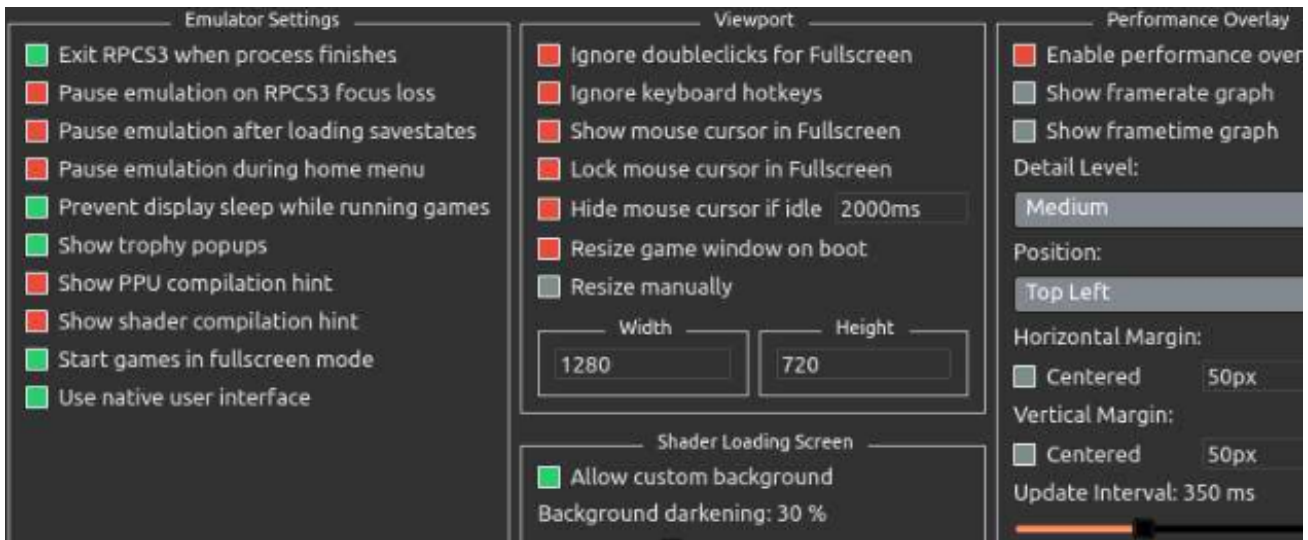 Emulator Settings
Exit RPCS3 when process finishes
Pause emulation on RPCS3 focus loss
Pause emulation after loading savestates
Pause emulation during home menu
Prevent display sleep while running games
Show trophy popups
Show PPU compilation hint
Show shader compilation hint
Start games in fullscreen mode
Use native user interface
Viewport
Ignore doubleclicks for Fullscreen
Ignore keyboard hotkeys
Show mouse cursor in Fullscreen
Lock mouse cursor in Fullscreen
Hide mouse cursor if idle 2000ms
Resize game window on boot
Resize manually
Width Height
1280 720
Shader Loading Screen
Allow custom background
Background darkening: 30 %
Performance Overlay
Enable performance over
Show framerate graph
Show frametime graph
Detail Level:
Medium
Position:
Top Left
Horizontal Margin:
Centered 50px
Vertical Margin:
Centered 50px
Update Interval: 350 ms